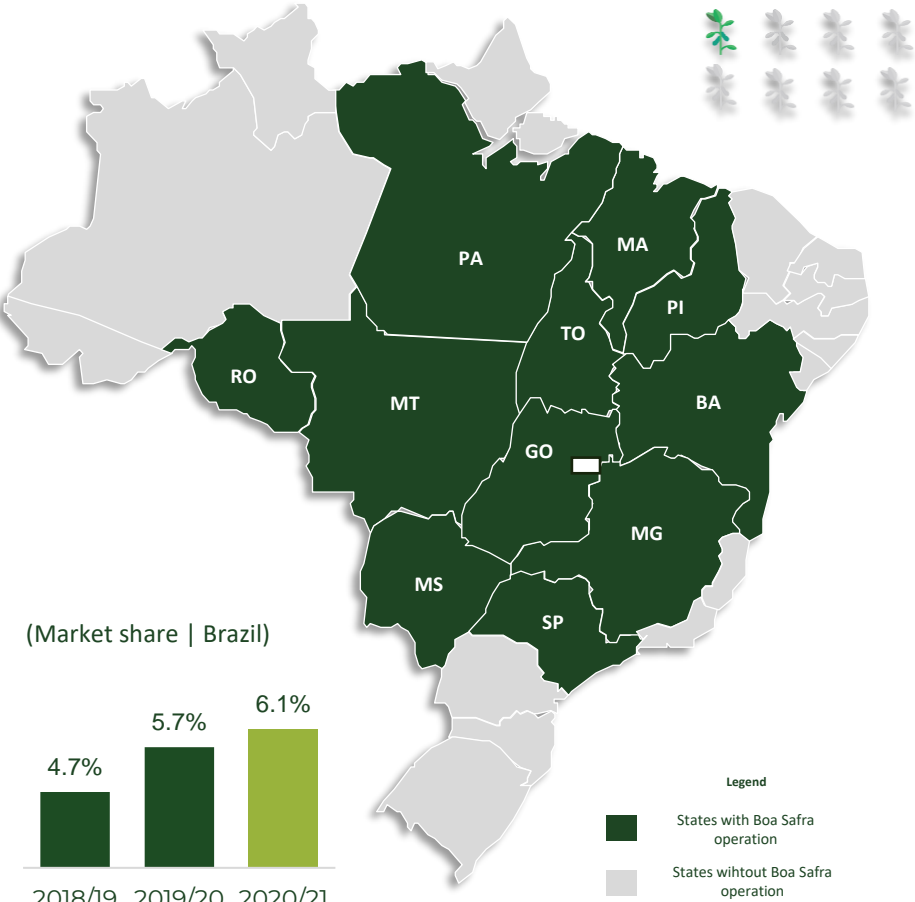 PA
MA
PI
TO
RO
MT
BA
GO
MG
MS
SP
(Market share | Brazil)
4.7%
5.7%
6.1%
2018/19 2019/20 2020/21
Legend
States with Boa Safra
operation
States wihtout Boa Safra
operation